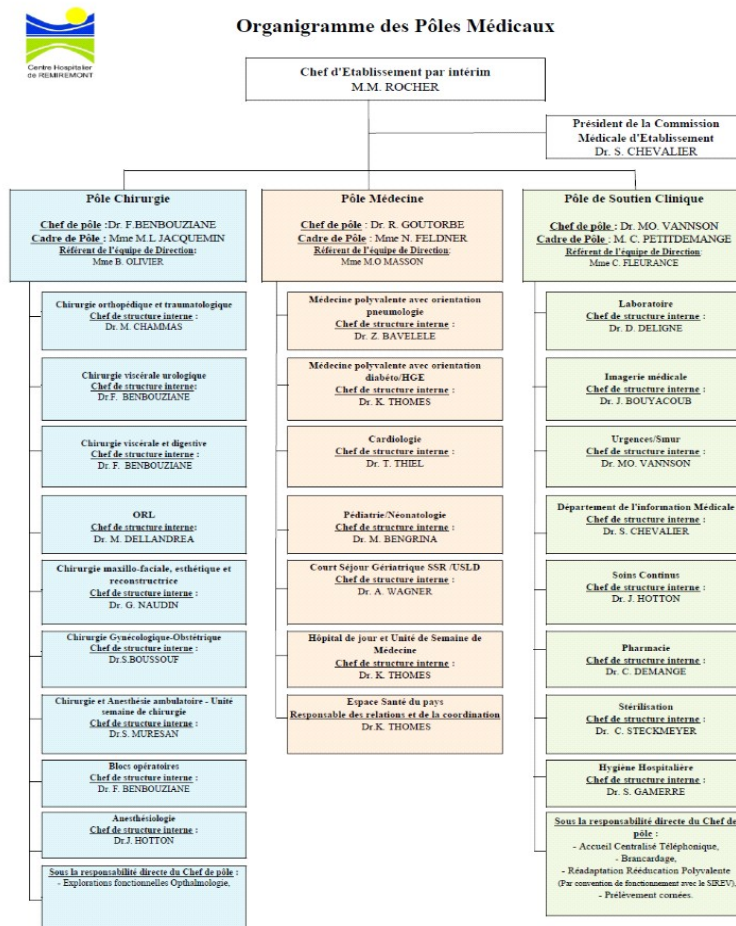 Centre Hospitalier
de REMIREMONT
Organigramme des Pôles Médicaux
Chef d'Etablissement par intérim
M.M. ROCHER
Président de la Commission
Médicale d'Etablissement
Dr. S. CHEVALIER
Pôle Chirurgie
Chef de pôle :Dr. F.BENBOUZIANE
Cadre de Pôle : Mme M.L JACQUEMIN
Référent de l'équipe de Direction:
Mme B. OLIVIER
Chirurgie orthopédique et traumatologique
Chef de structure interne :
Dr. M. CHAMMAS
Chirurgie viscérale urologique
Chef de structure interne:
Dr.F. BENBOUZIANE
Chirurgie viscérale et digestive
Chef de structure interne :
Dr. F. BENBOUZIANE
ORL
Chef de structure interne:
Dr. M. DELLANDREA
Chirurgie maxillo-faciale, esthétique et
reconstructrice
Chef de structure interne :
Dr. G. NAUDIN
Chirurgie Gynécologique-Obstétrique
Chef de structure interne :
Dr.S.BOUSSOUF
Chirurgie et Anesthésie ambulatoire - Unité
semaine de chirurgie
Chef de structure interne :
Dr.S. MURESAN
Blocs opératoires
Chef de structure interne :
Dr. F. BENBOUZIANE
Anesthésiologie
Chef de structure interne :
Dr.J. HOTTON
Sous la responsabilité directe du Chef de pôle :
- Explorations fonctionnelles Opthalmologie,
Pôle Médecine
Chef de pôle : Dr. R. GOUTORBE
Cadre de Pôle : Mme N. FELDNER
Référent de l'équipe de Direction:
Mme M.O MASSON
Médecine polyvalente avec orientation
pneumologie
Chef de structure interne :
Dr. Z. BAVELELE
Médecine polyvalente avec orientation
diabéto/HGE
Chef de structure interne :
Dr. K. THOMES
Cardiologie
Chef de structure interne :
Dr. T. THIEL
Pédiatrie/Néonatologie
Chef de structure interne :
Dr. M. BENGRINA
Court Séjour Gériatrique SSR /USLD
Chef de structure interne :
Dr. A. WAGNER
Hôpital de jour et Unité de Semaine de
Médecine
Chef de structure interne :
Dr. K. THOMES
Espace Santé du pays
Responsable des relations et de la coordination
Dr.K. THOMES
Pôle de Soutien Clinique
Chef de pôle : Dr. MO. VANNSON
Cadre de Pôle : M. C. PETITDEMANGE
Référent de l'équipe de Direction:
Mme C. FLEURANCE
Laboratoire
Chef de structure interne :
Dr. D. DELIGNE
Imagerie médicale
Chef de structure interne :
Dr. J. BOUYACOUB
Urgences/Smur
Chef de structure interne :
Dr. MO. VANNSON
Département de l'information Médicale
Chef de structure interne :
Dr. S. CHEVALIER
Soins Continus
Chef de structure interne :
Dr. J. HOTTON
Pharmacie
Chef de structure interne :
Dr. C. DEMANGE
Stérilisation
Chef de structure interne :
Dr. C. STECKMEYER
Hygiène Hospitalière
Chef de structure interne :
Dr. S. GAMERRE
Sous la responsabilité directe du Chef de
pôle :
- Accueil Centralisé Téléphonique,
- Brancardage,
- Réadaptation Rééducation Polyvalente
(Par convention de fonctionnement avec le SIREV),
- Prélèvement cornées.